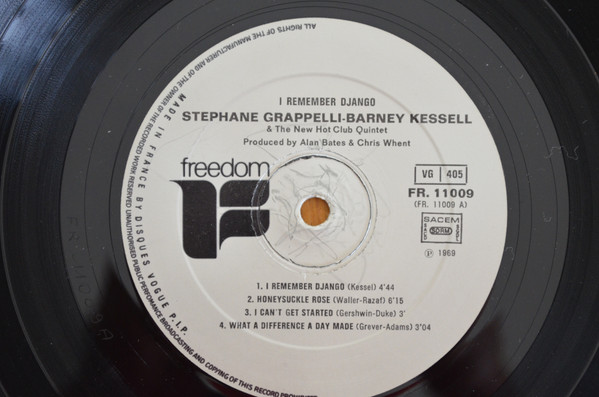 I REMEMBER DJANGO
STEPHANE GRAPPELLI-BARNEY KESSELL
& The New Hot Club Quintet
Produced by Alan Bates & Chris Whent
freedom
VG 405
FR. 11009
(FR. 11009 A)
SACEM
℗ 1969
1. I REMEMBER DJANGO (Kessel) 4'44
2. HONEYSUCKLE ROSE (Waller-Razaf) 6'15
3. I CAN'T GET STARTED (Gershwin-Duke) 3'
4. WHAT A DIFFERENCE A DAY MADE (Grever-Adams) 3'04
MADE IN FRANCE BY DISQUES VOGUE P.I.P.
ALL RIGHTS OF THE MANUFACTURER AND OF THE OWNER OF THE RECORDED WORK RESERVED UNAUTHORISED PUBLIC PERFORMANCE BROADCASTING AND COPYING OF THIS RECORD PROHIBITED